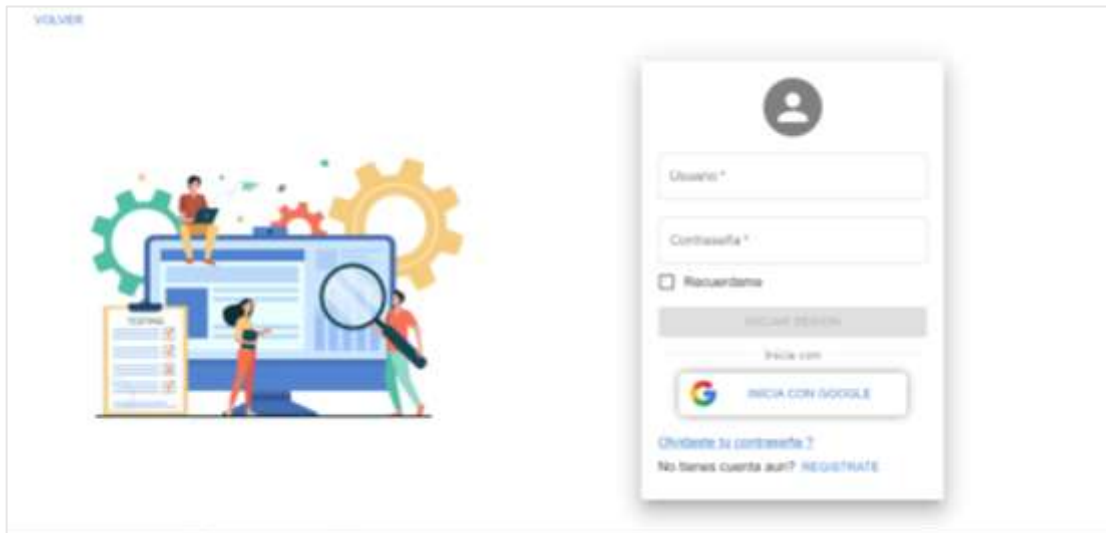 VOLVER
TESTING
Usuario *
Contraseña *
Recuerdame
INICIAR SESION
Inicia con
INICIA CON GOOGLE
Olvidaste tu contraseña ?
No tienes cuenta aun? REGISTRATE